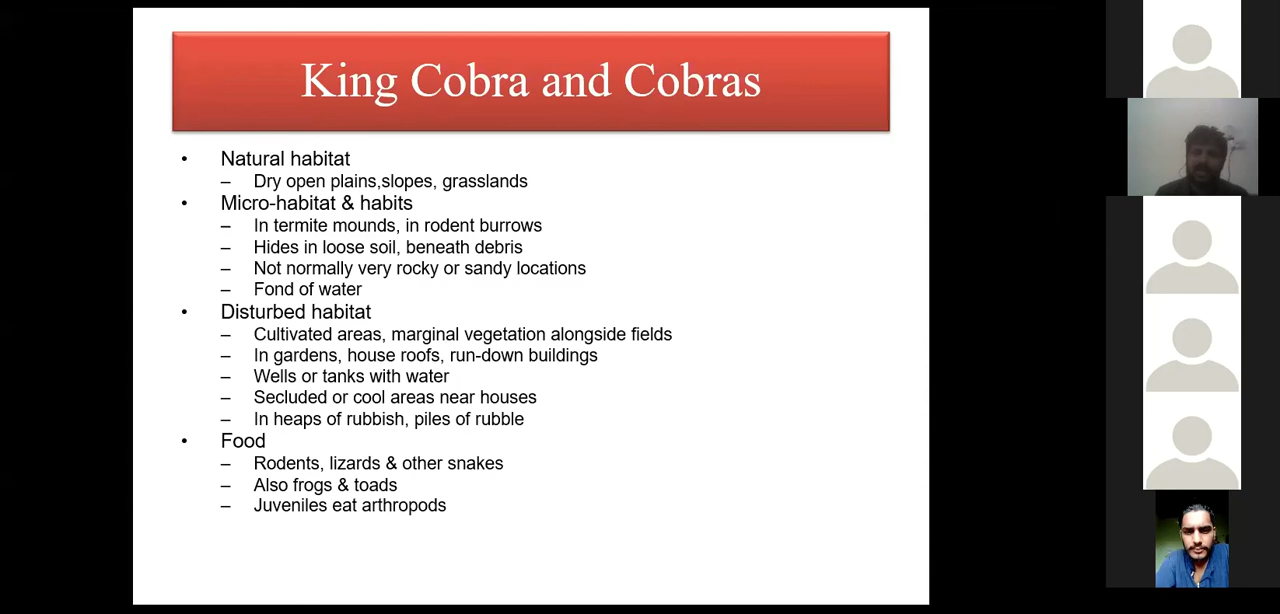 King Cobra and Cobras
• Natural habitat
– Dry open plains,slopes, grasslands
• Micro-habitat & habits
– In termite mounds, in rodent burrows
– Hides in loose soil, beneath debris
– Not normally very rocky or sandy locations
– Fond of water
• Disturbed habitat
– Cultivated areas, marginal vegetation alongside fields
– In gardens, house roofs, run-down buildings
– Wells or tanks with water
– Secluded or cool areas near houses
– In heaps of rubbish, piles of rubble
• Food
– Rodents, lizards & other snakes
– Also frogs & toads
– Juveniles eat arthropods